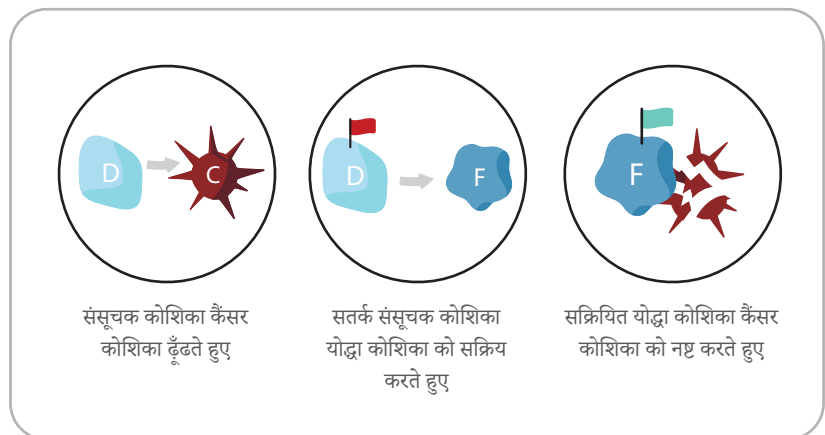 D
C
D
F
F
संसूचक कोशिका कैंसर
कोशिका ढ़ूँढते हुए
सतर्क संसूचक कोशिका
योद्धा कोशिका को सक्रिय
करते हुए
सक्रियित योद्धा कोशिका कैंसर
कोशिका को नष्ट करते हुए